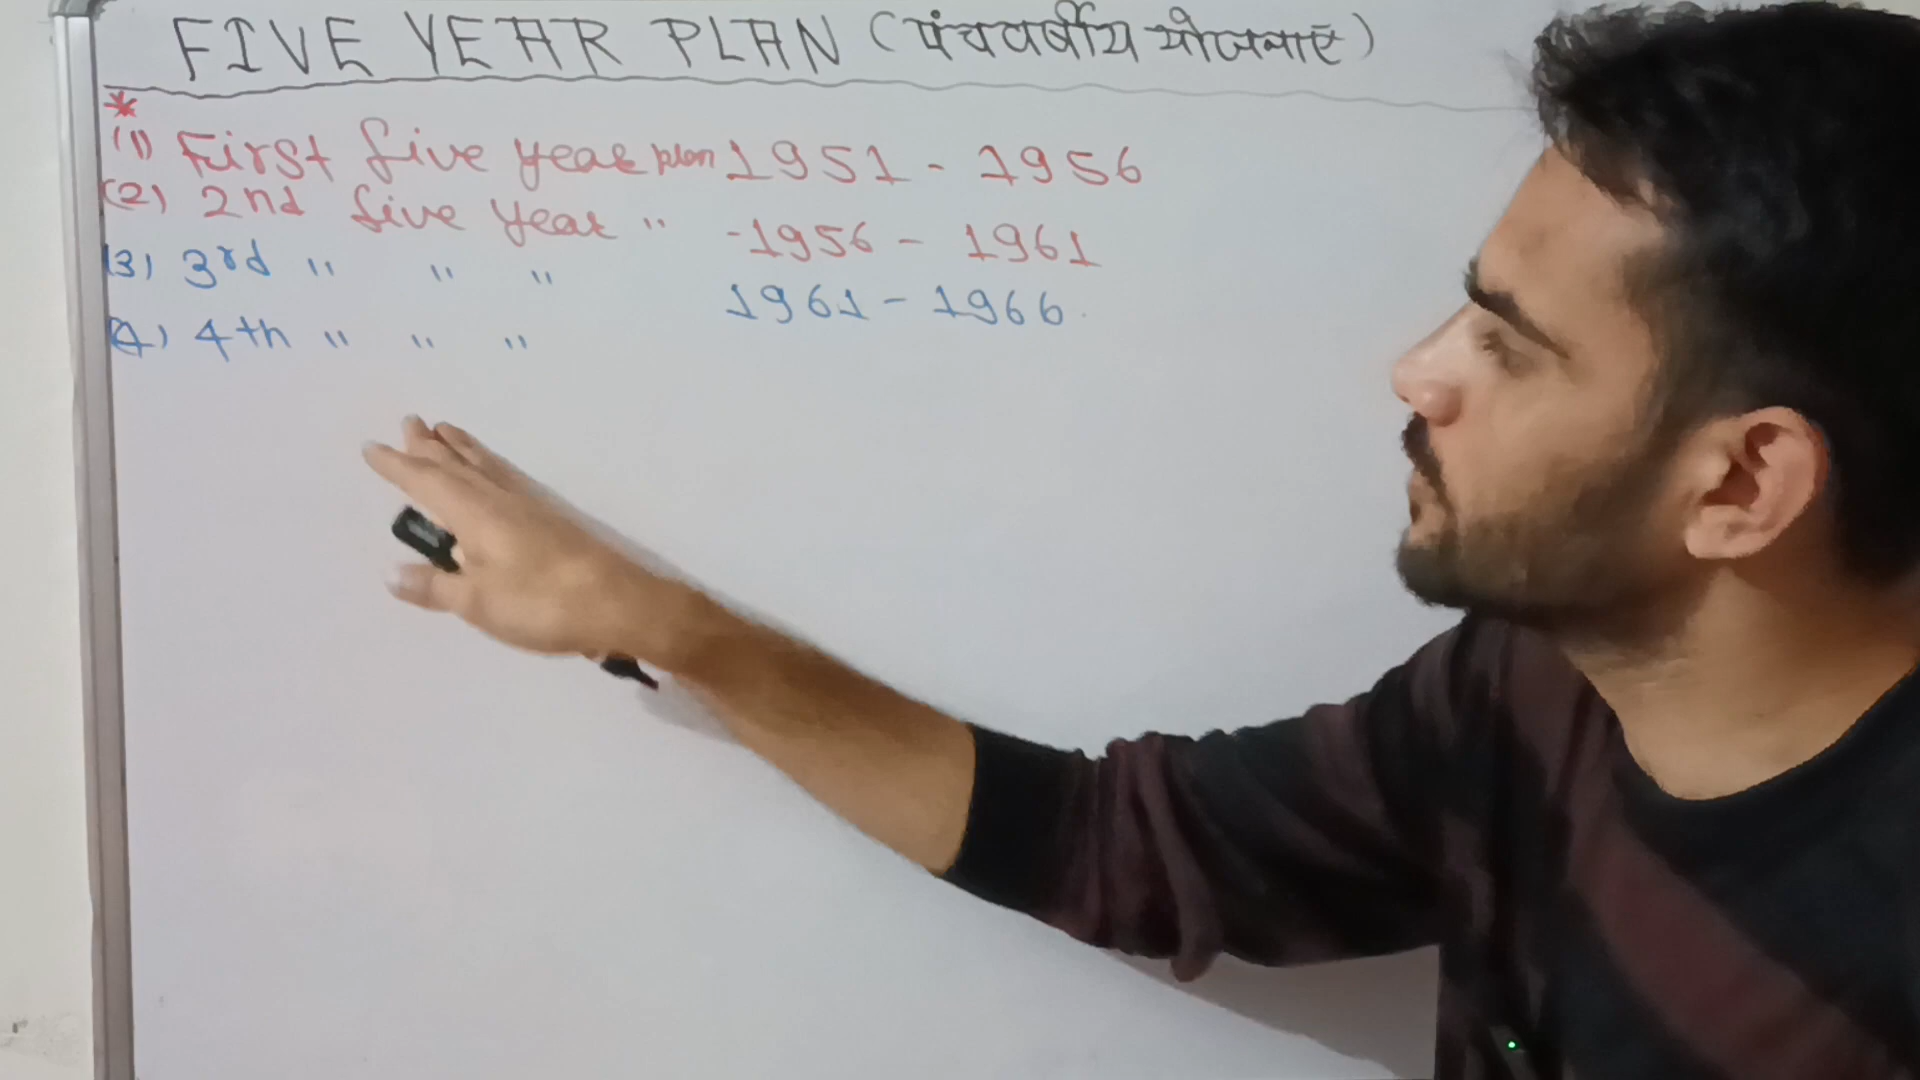 FIVE YEAR PLAN (पंचवर्षीय योजनाएं)
*
(1) First five year plan 1951 - 1956
(2) 2nd five year " - 1956 - 1961
(3) 3rd " " " 1961 - 1966
(4) 4th " " "